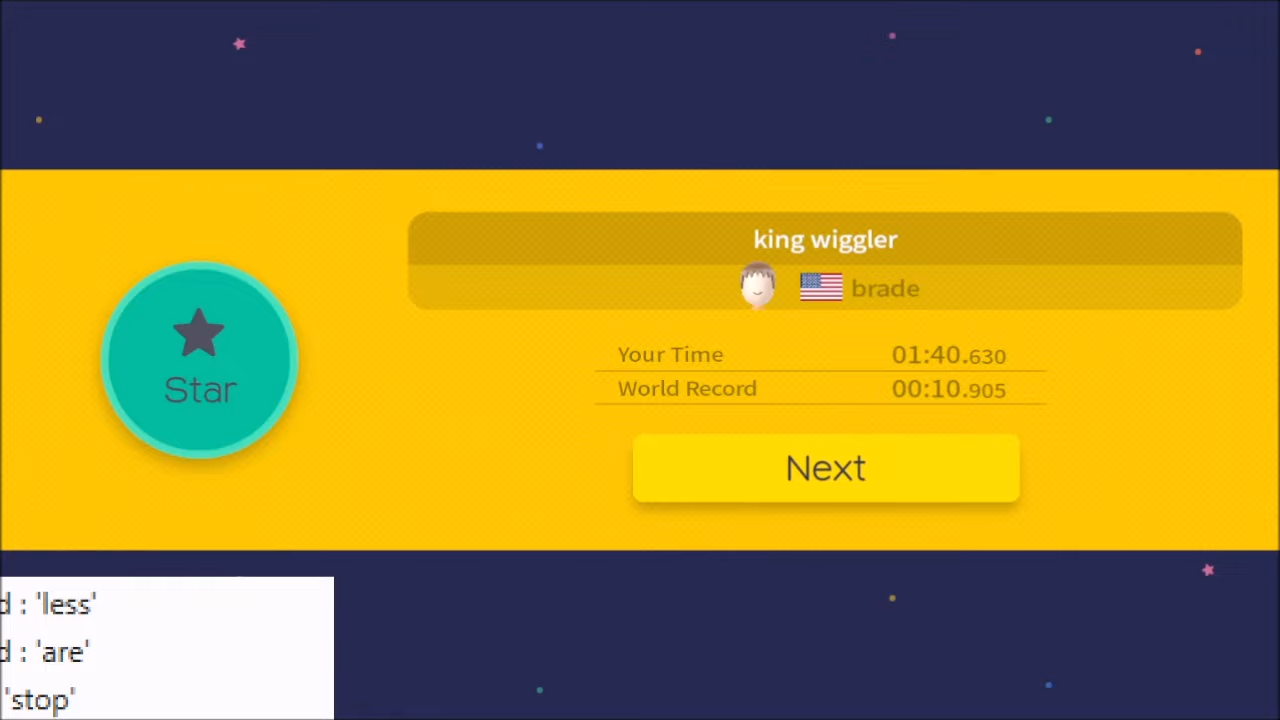 king wiggler
brade
Star
Your Time 01:40.630
World Record 00:10.905
Next
d : 'less'
d : 'are'
'stop'